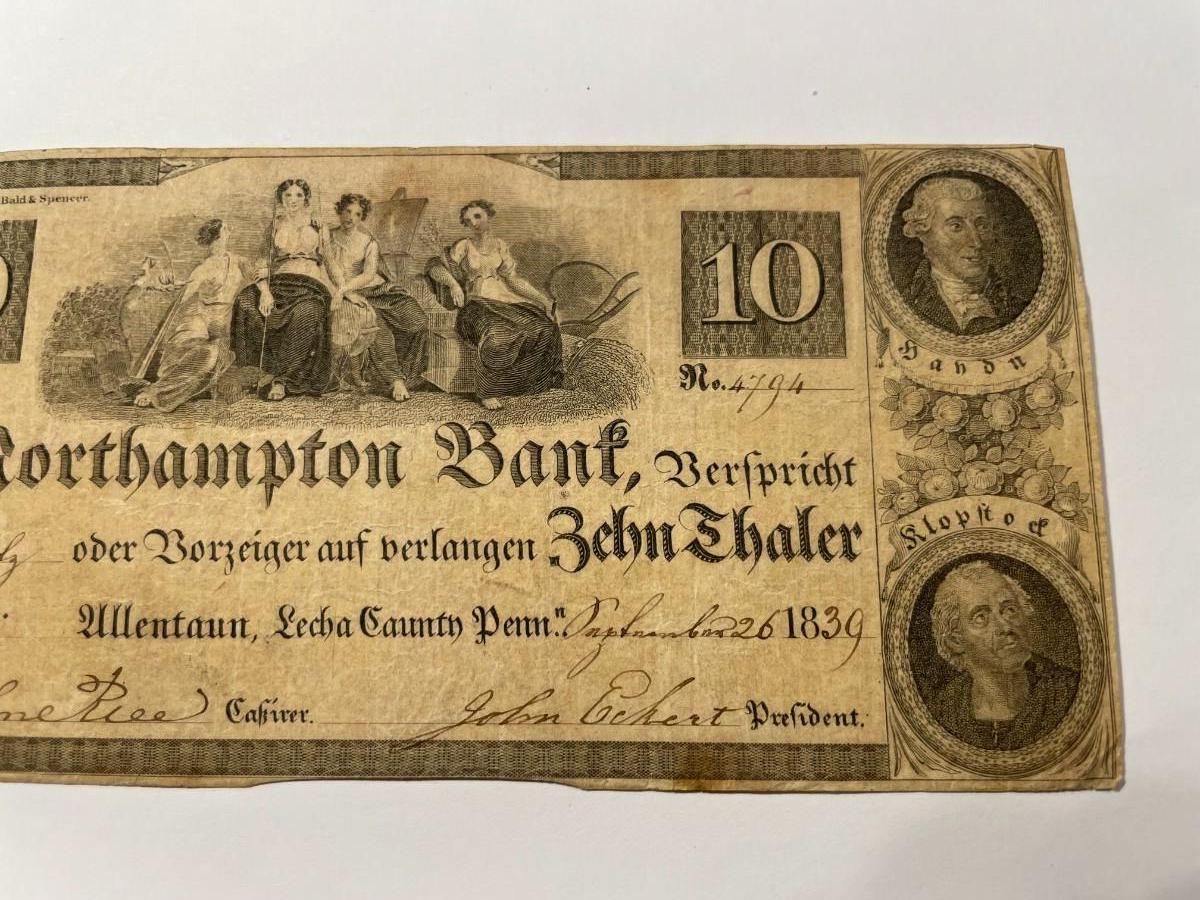 Bald & Spencer.
10
Haydn
No. 4794
Northampton Bank, Verspricht
Klopstock
oder Vorzeiger auf verlangen Zehn Thaler
Allentaun, Lecha Caunty Penn.ⁿ September 26 1839
Rice Caßirer. John Eckert President.